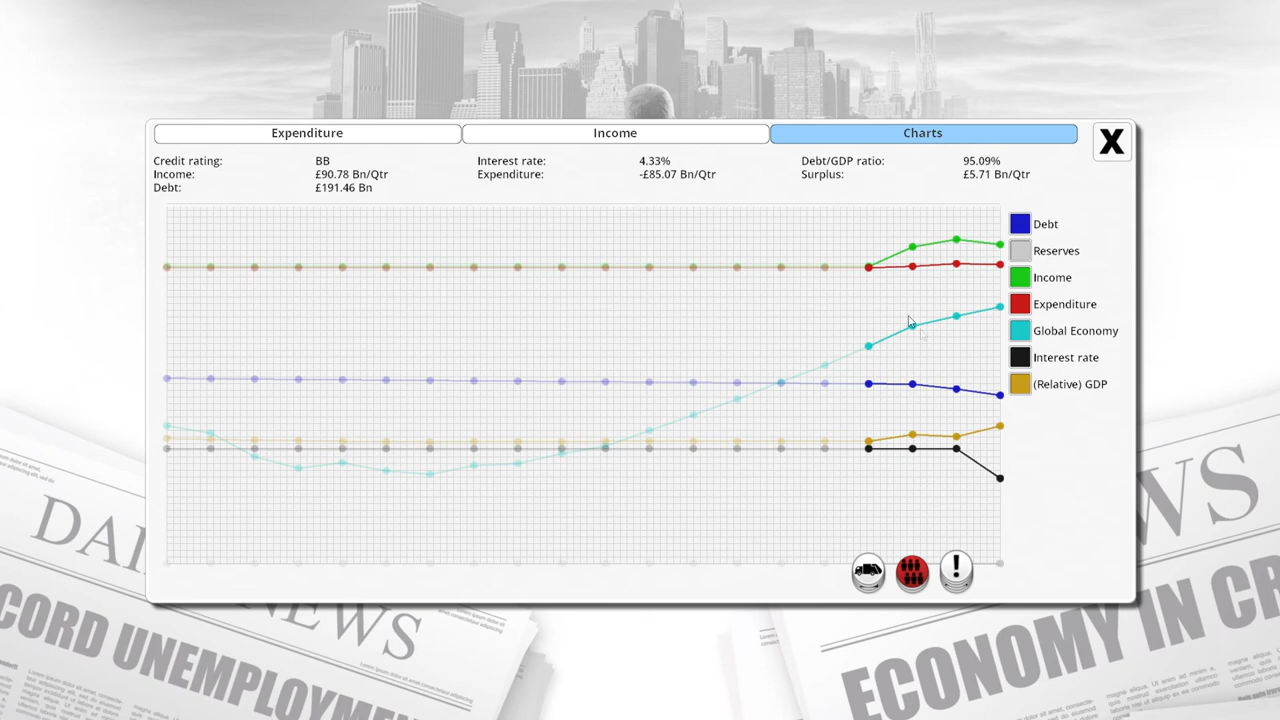 Expenditure Income Charts
Credit rating: BB Interest rate: 4.33% Debt/GDP ratio: 95.09%
Income: £90.78 Bn/Qtr Expenditure: -£85.07 Bn/Qtr Surplus: £5.71 Bn/Qtr
Debt: £191.46 Bn
Debt
Reserves
Income
Expenditure
Global Economy
Interest rate
(Relative) GDP
!
DAI
NEWS
CORD UNEMPLOYME
WS
ECONOMY IN CR